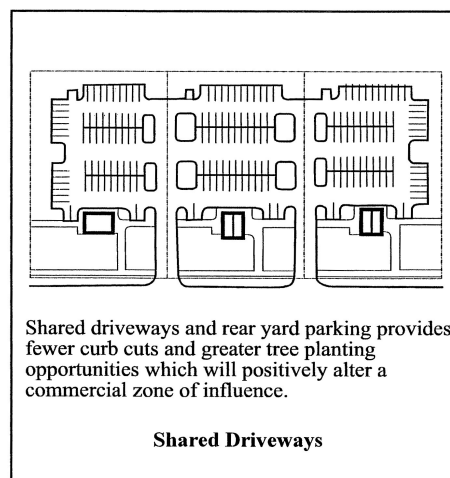 Shared driveways and rear yard parking provides
fewer curb cuts and greater tree planting
opportunities which will positively alter a
commercial zone of influence.
Shared Driveways